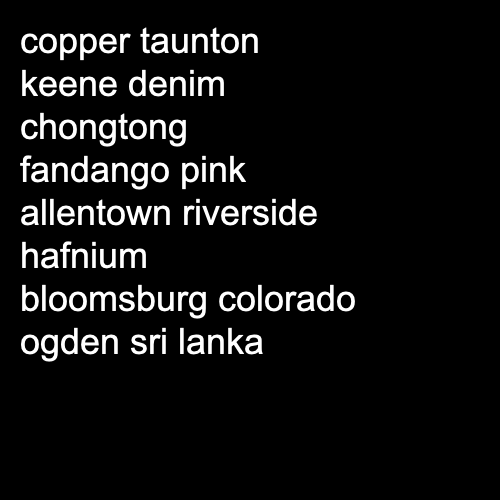 copper taunton
keene denim
chongtong
fandango pink
allentown riverside
hafnium
bloomsburg colorado
ogden sri lanka